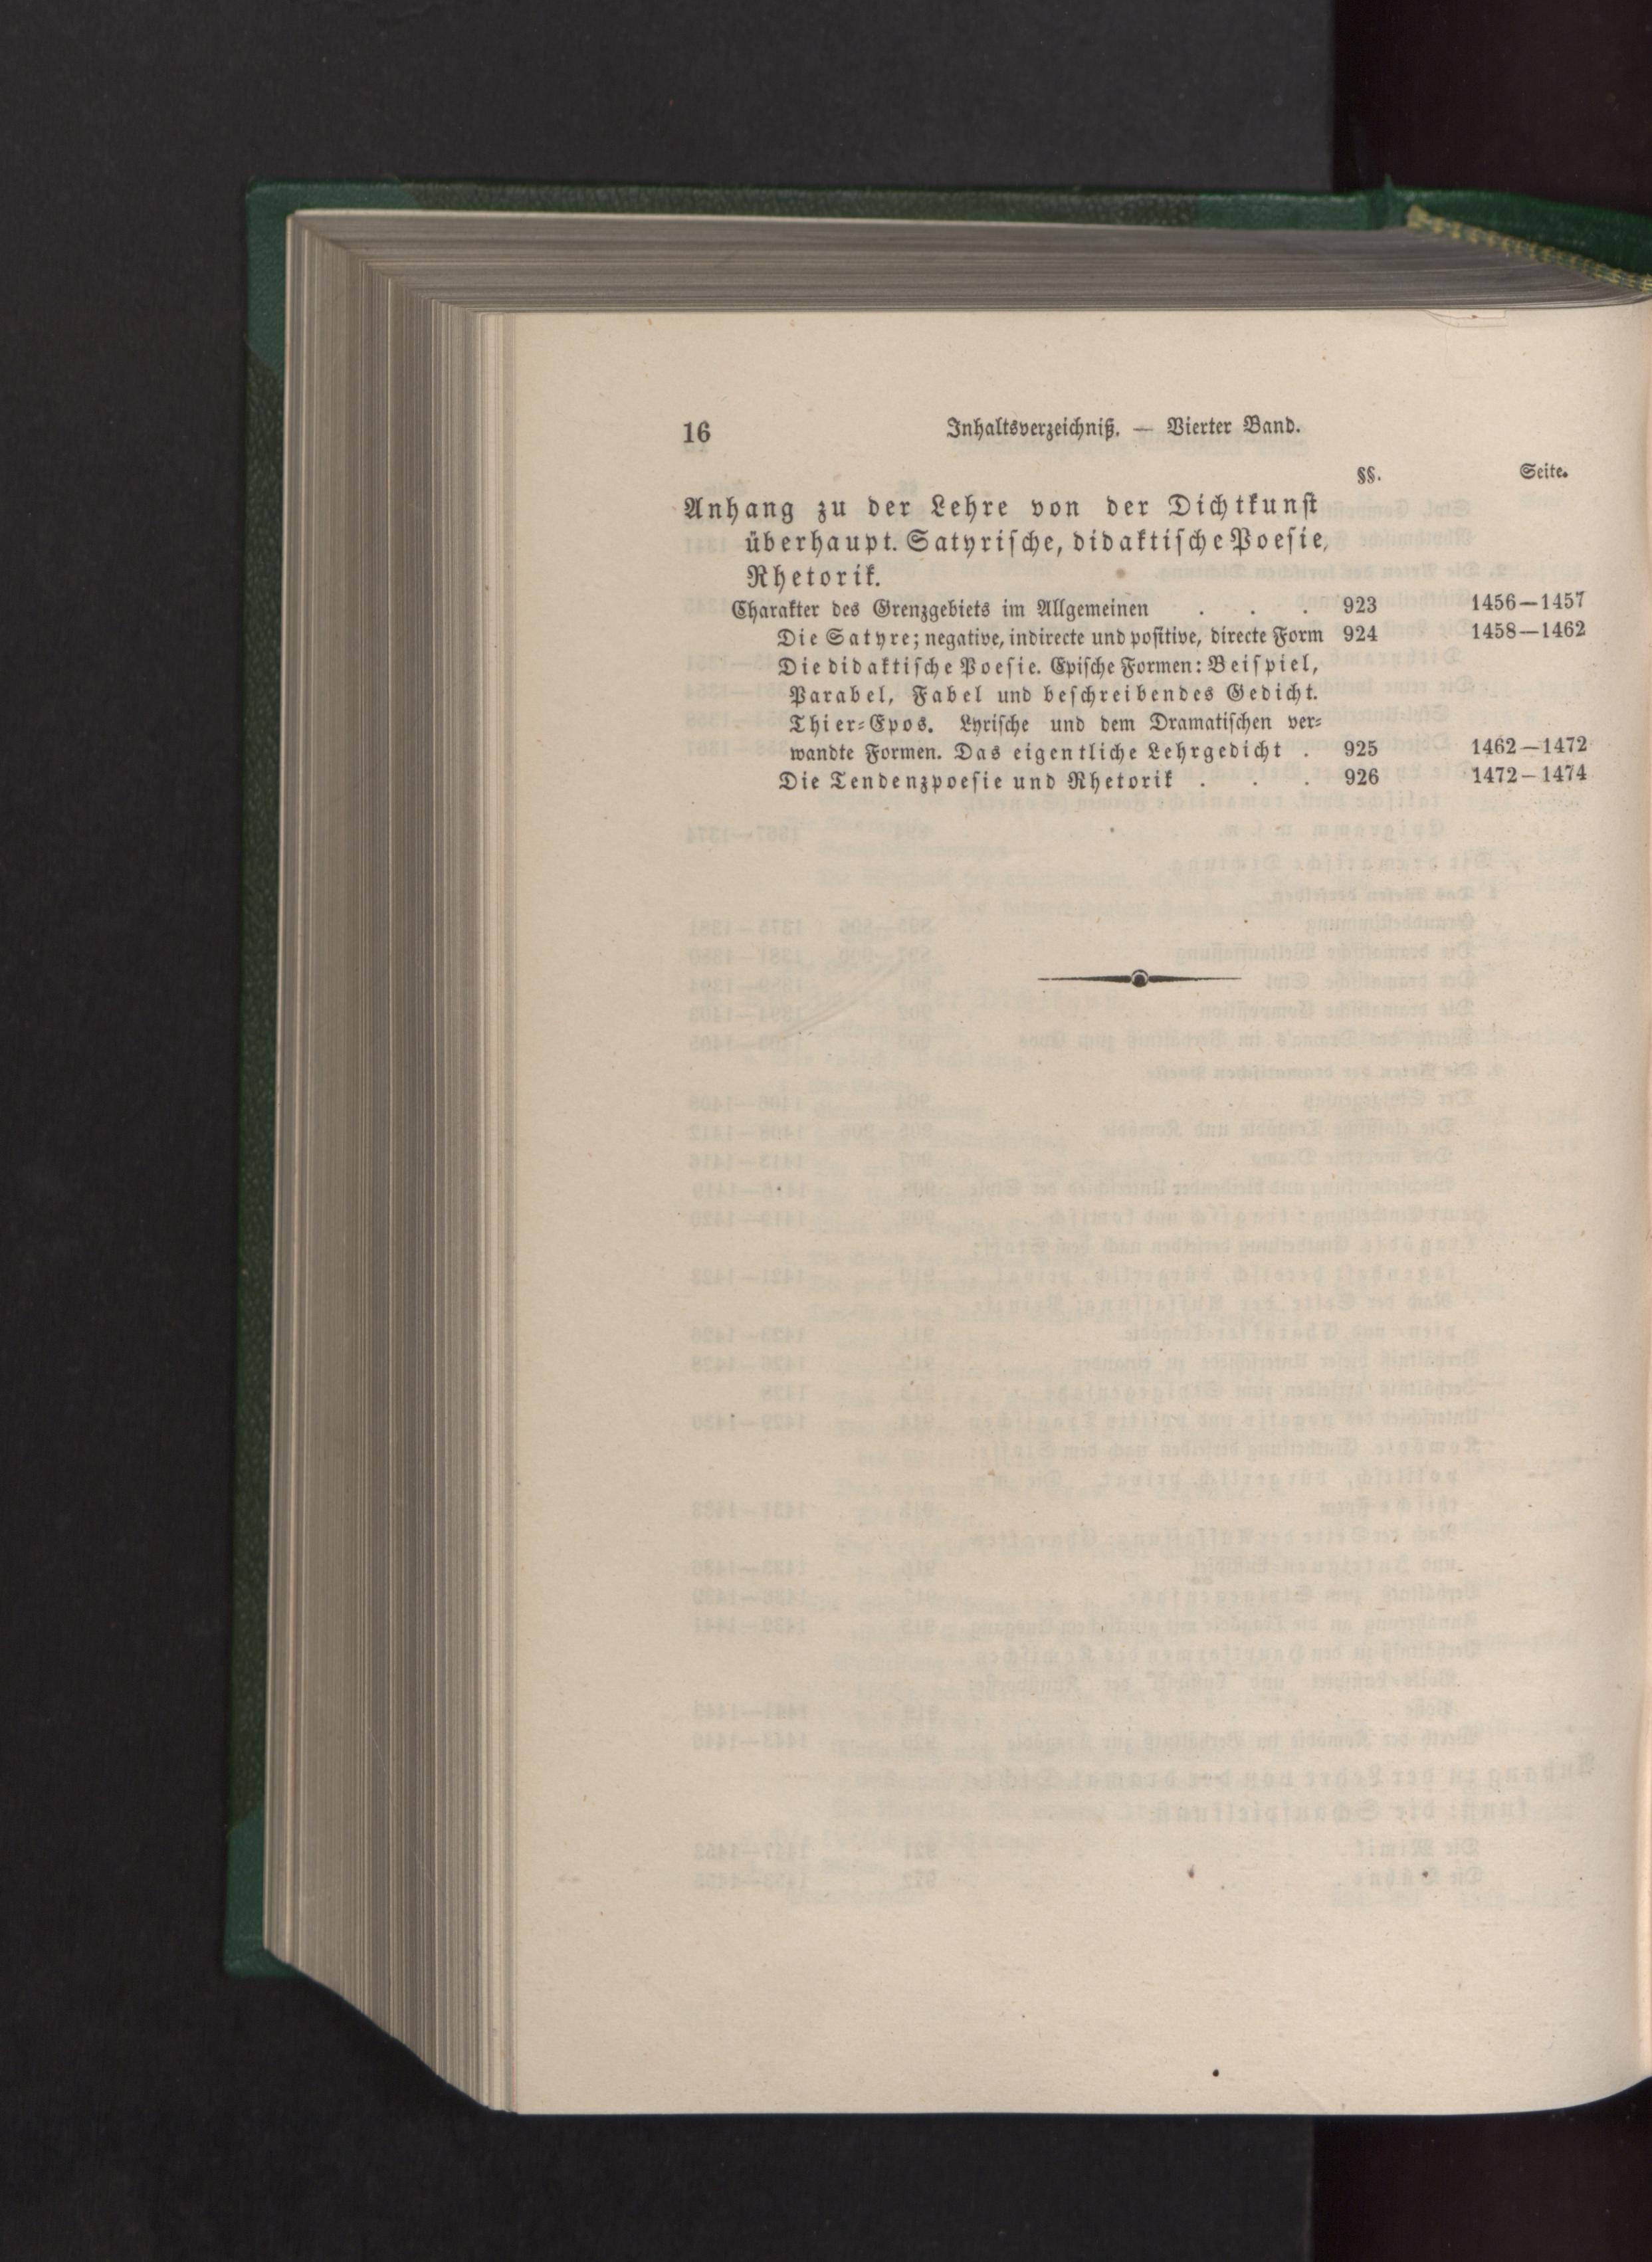 16 Inhaltsverzeichniß. — Vierter Band.
§§. Seite.
Anhang zu der Lehre von der Dichtkunst
überhaupt. Satyrische, didaktische Poesie,
Rhetorik.
Charakter des Grenzgebiets im Allgemeinen . . . 923 1456—1457
Die Satyre; negative, indirecte und positive, directe Form 924 1458—1462
Die didaktische Poesie. Epische Formen: Beispiel,
Parabel, Fabel und beschreibendes Gedicht.
Thier-Epos. Lyrische und dem Dramatischen ver-
wandte Formen. Das eigentliche Lehrgedicht . 925 1462—1472
Die Tendenzpoesie und Rhetorik . . . 926 1472—1474